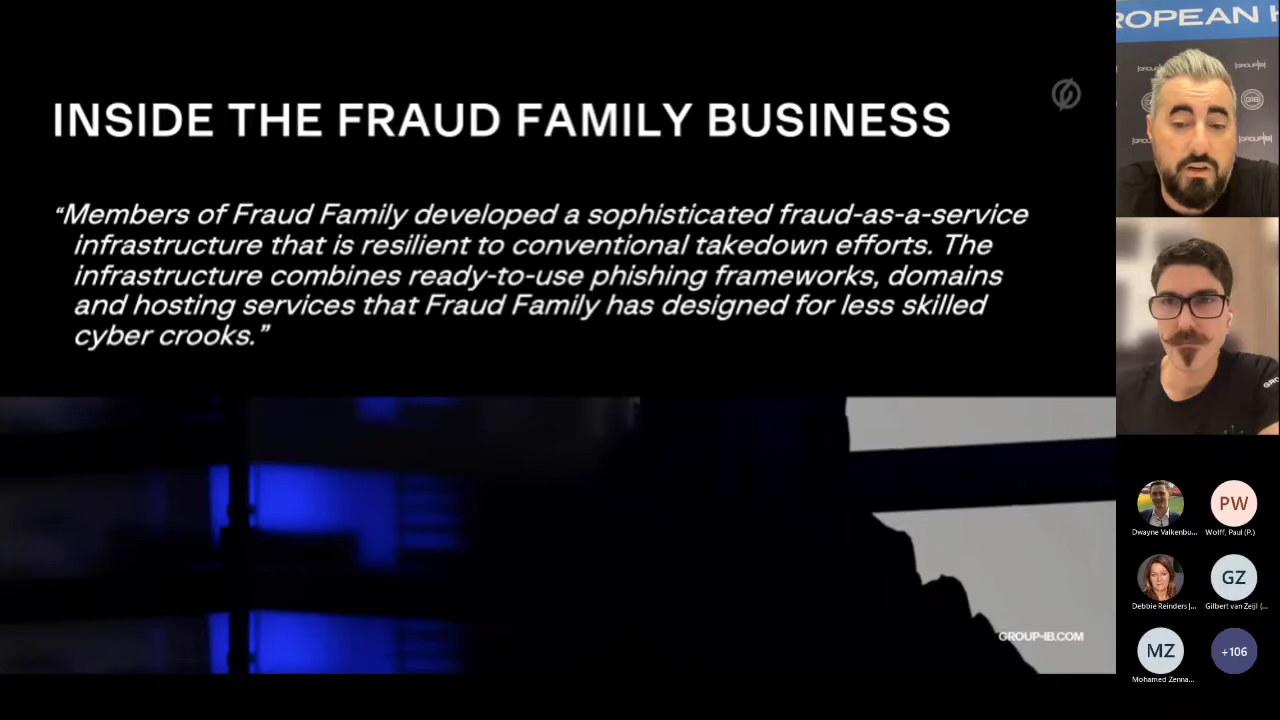 INSIDE THE FRAUD FAMILY BUSINESS
“Members of Fraud Family developed a sophisticated fraud-as-a-service
infrastructure that is resilient to conventional takedown efforts. The
infrastructure combines ready-to-use phishing frameworks, domains
and hosting services that Fraud Family has designed for less skilled
cyber crooks.”
GROUP-IB.COM
ROPEAN
PW
Dwayne Valkenbu...
Wolff, Paul (P.)
GZ
Debbie Reinders |...
Gilbert van Zeijl (...
MZ
+106
Mohamed Zenna...